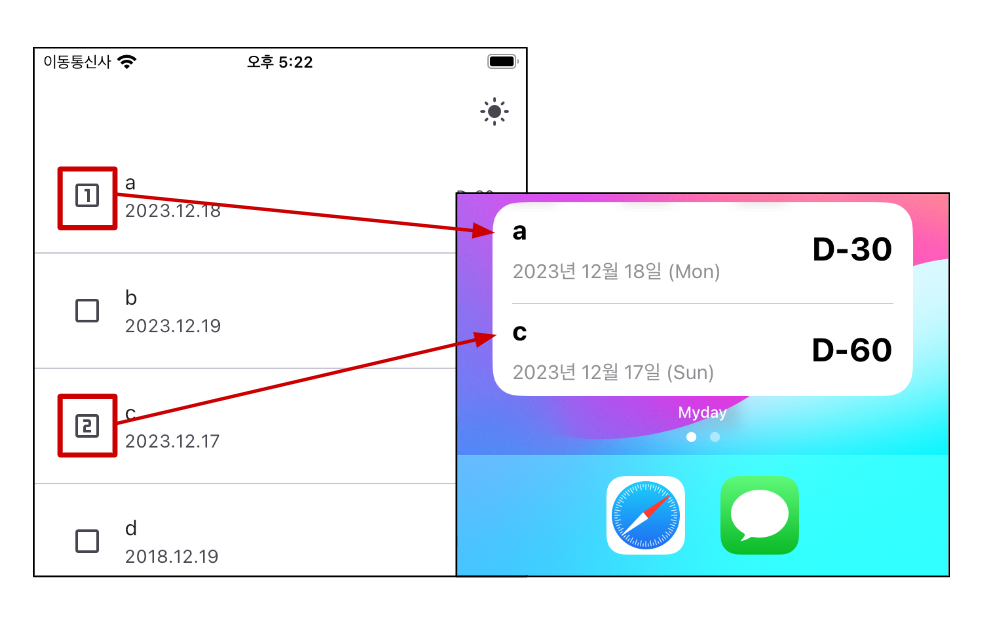 이동통신사
오후 5:22
1
a
2023.12.18
b
2023.12.19
2
c
2023.12.17
d
2018.12.19
a
2023년 12월 18일 (Mon)
D-30
c
2023년 12월 17일 (Sun)
D-60
Myday